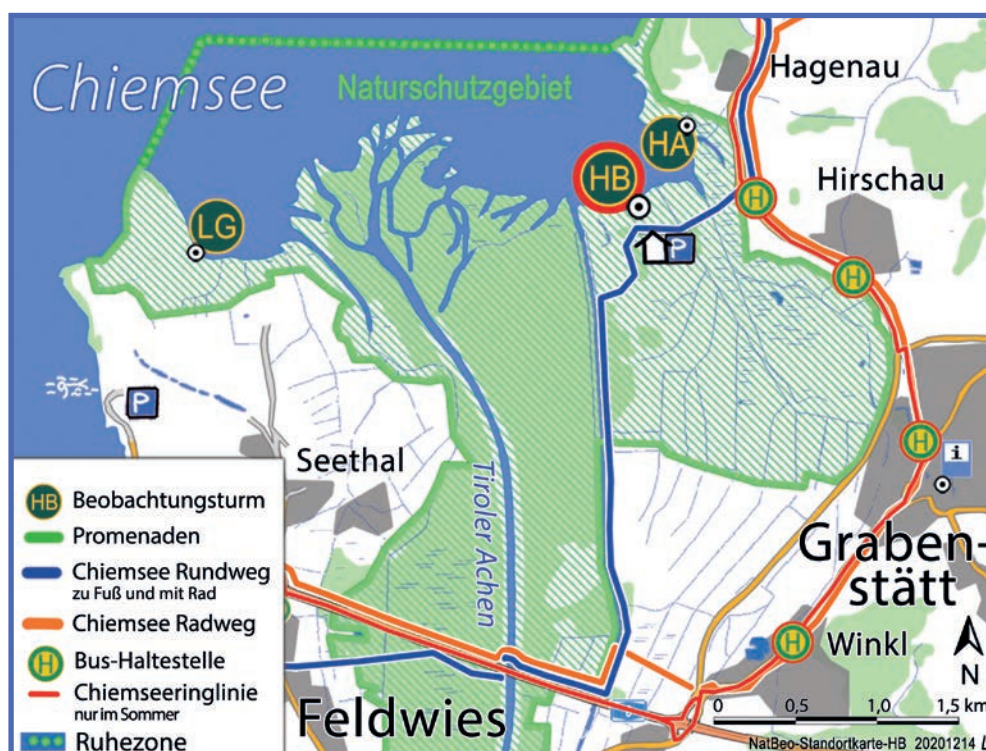 Chiemsee
Naturschutzgebiet
Hagenau
HA
HB
Hirschau
LG
H
P
H
P
H
i
Seethal
Tiroler Achen
Graben-
stätt
H
Winkl
Feldwies
N
HB Beobachtungsturm
Promenaden
Chiemsee Rundweg
zu Fuß und mit Rad
Chiemsee Radweg
H Bus-Haltestelle
Chiemseeringlinie
nur im Sommer
Ruhezone
0 0,5 1,0 1,5 km
NatBeo-Standortkarte-HB_20201214